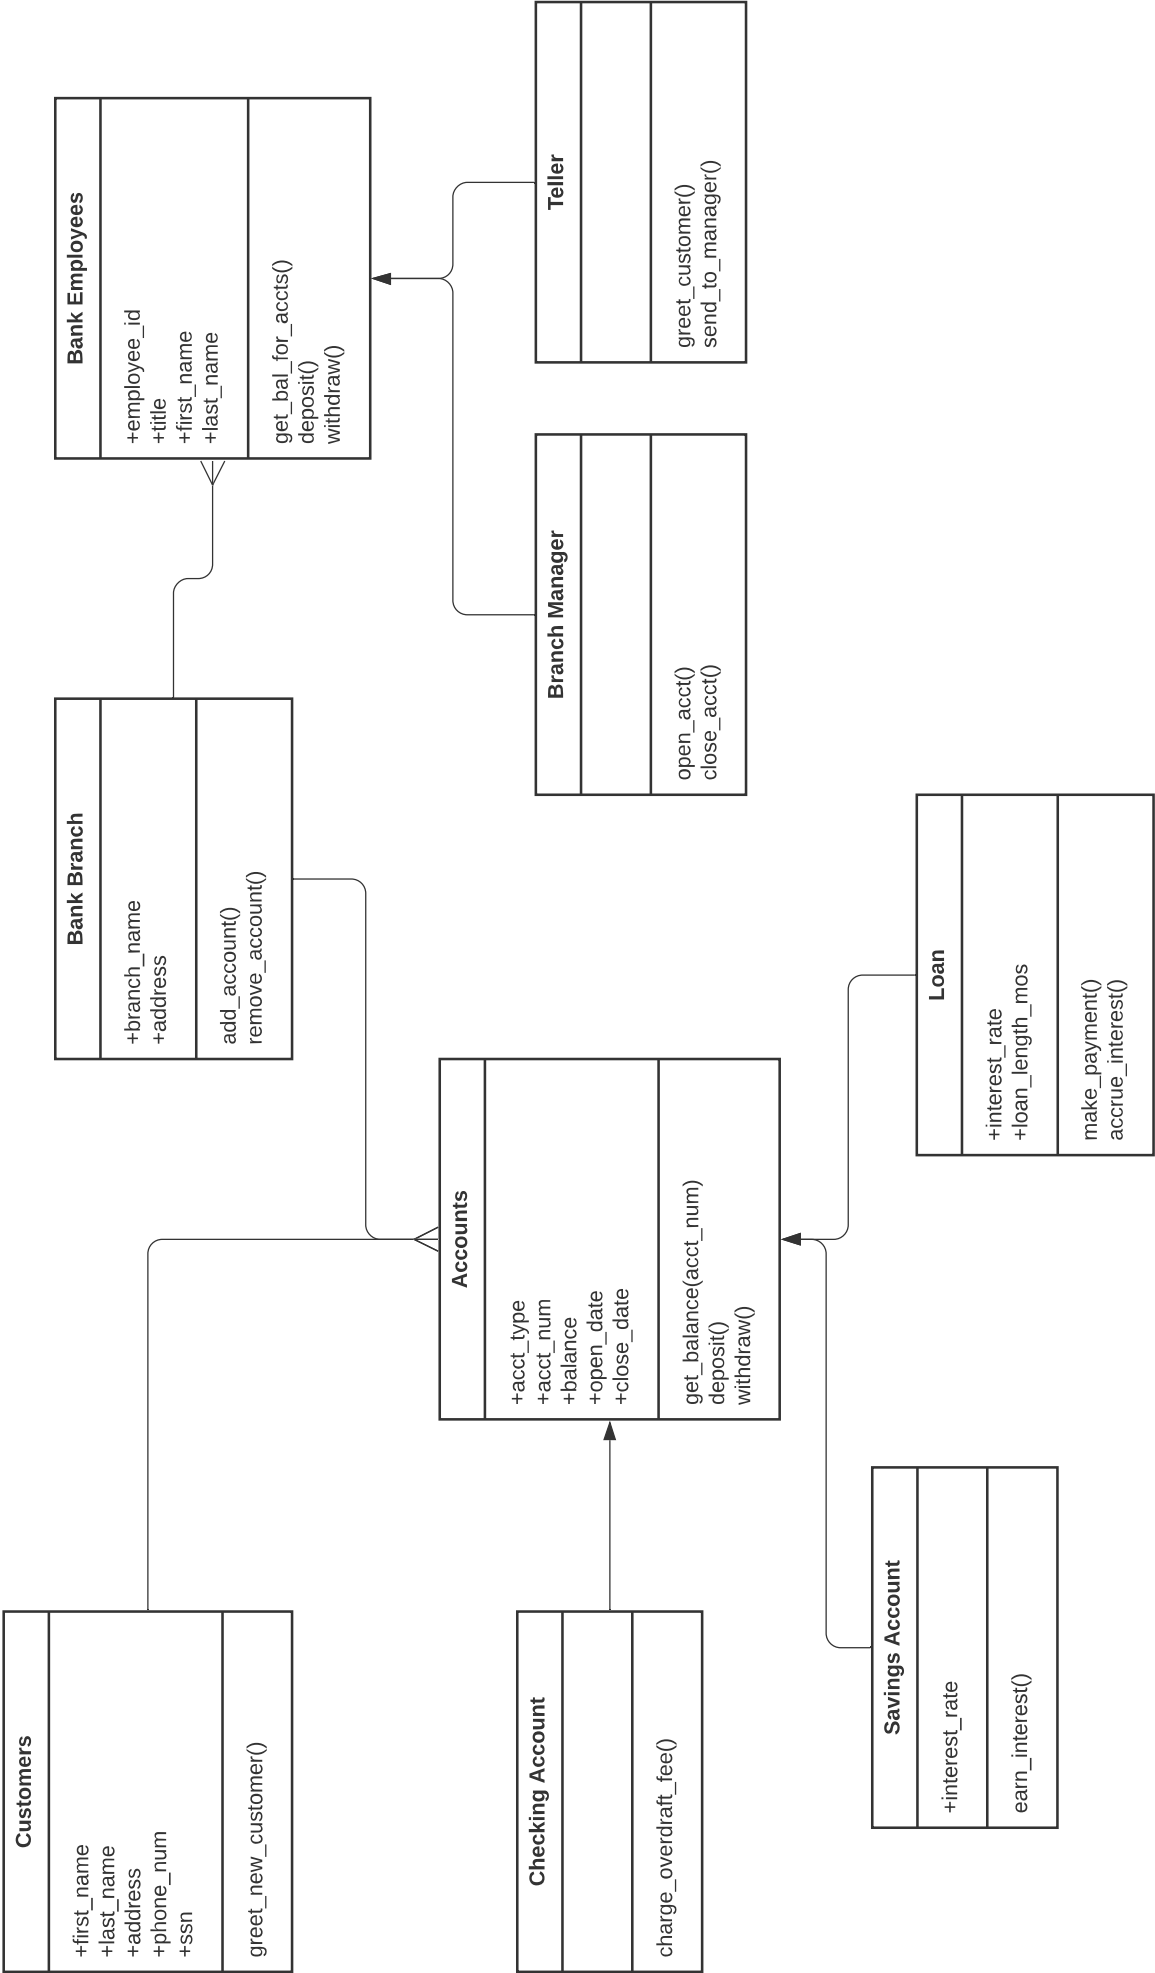 Customers
+first_name
+last_name
+address
+phone_num
+ssn
greet_new_customer()
Bank Branch
+branch_name
+address
add_account()
remove_account()
Bank Employees
+employee_id
+title
+first_name
+last_name
get_bal_for_accts()
deposit()
withdraw()
Accounts
+acct_type
+acct_num
+balance
+open_date
+close_date
get_balance(acct_num)
deposit()
withdraw()
Checking Account
charge_overdraft_fee()
Branch Manager
open_acct()
close_acct()
Teller
greet_customer()
send_to_manager()
Savings Account
+interest_rate
earn_interest()
Loan
+interest_rate
+loan_length_mos
make_payment()
accrue_interest()